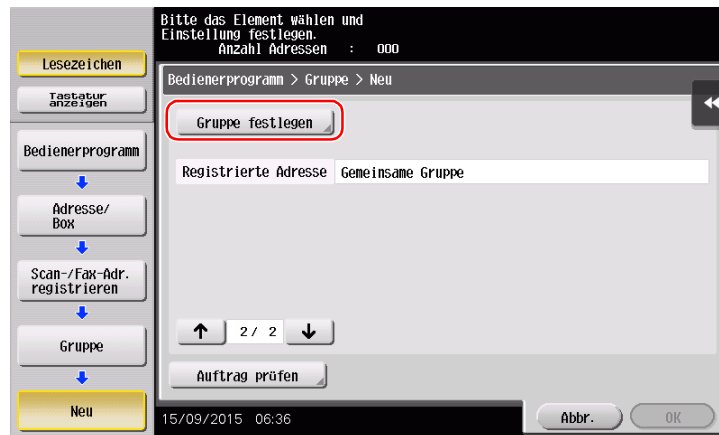 Bitte das Element wählen und
Einstellung festlegen.
Anzahl Adressen : 000
Lesezeichen
Tastatur
anzeigen
Bedienerprogramm
Adresse/
Box
Scan-/Fax-Adr.
registrieren
Gruppe
Neu
Bedienerprogramm > Gruppe > Neu
Gruppe festlegen
Registrierte Adresse Gemeinsame Gruppe
2/ 2
Auftrag prüfen
15/09/2015 06:36
Abbr.
OK